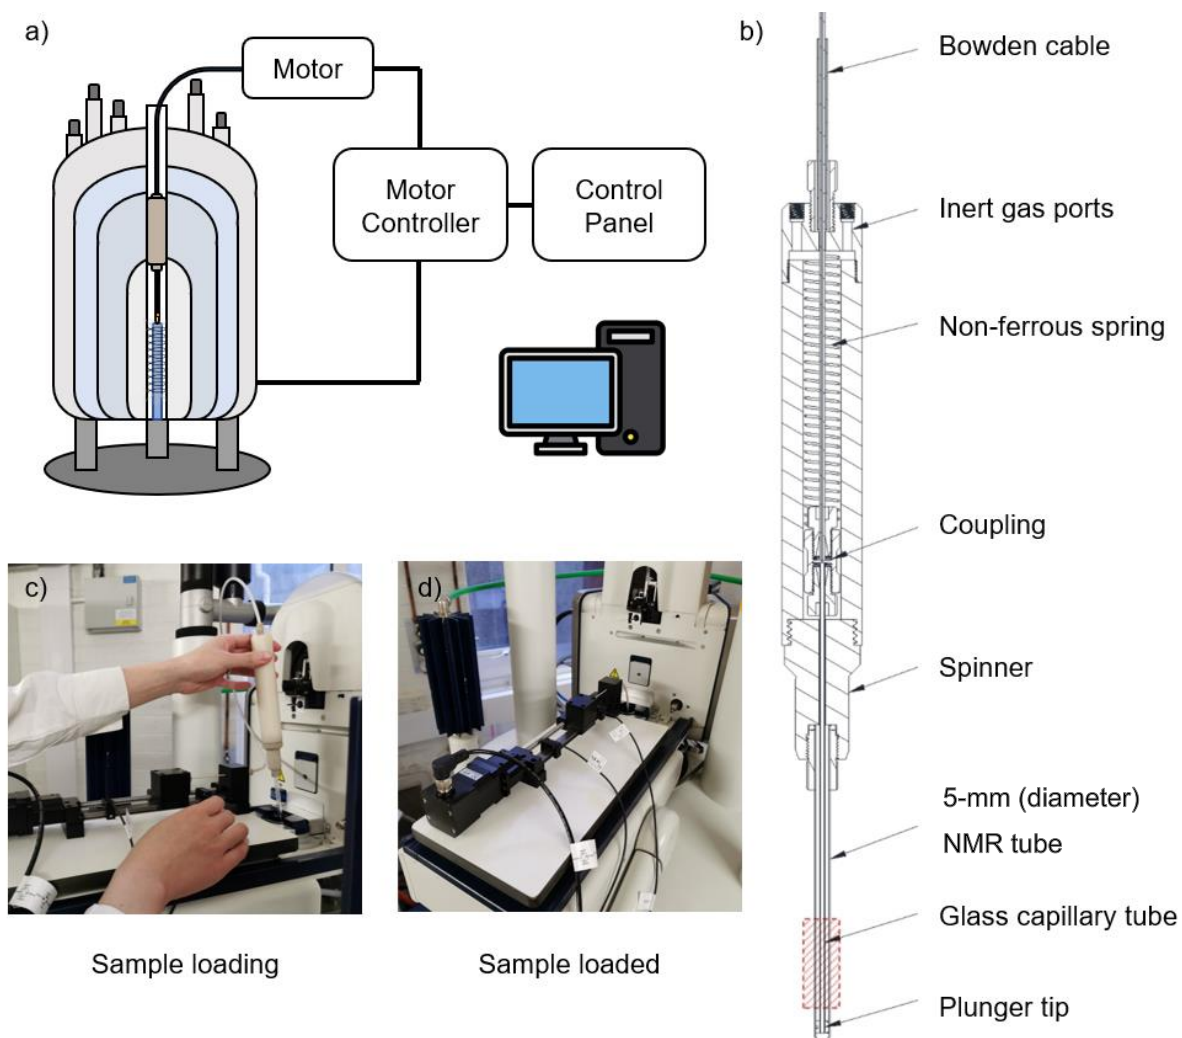 a)
Motor
Motor
Controller
Control
Panel
b)
Bowden cable
Inert gas ports
Non-ferrous spring
Coupling
Spinner
5-mm (diameter)
NMR tube
Glass capillary tube
Plunger tip
c)
Sample loading
d)
Sample loaded